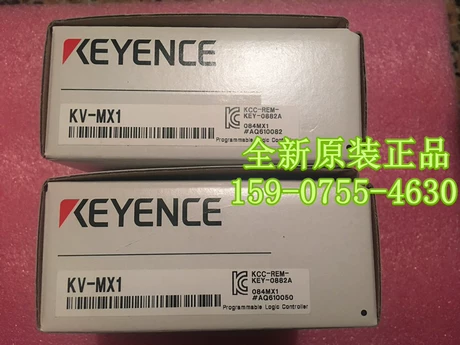 KEYENCE
KV-MX1
KCC-REM-
KEY-0882A
084MX1
#AQ610082
Programmable Logic Controller
全新原装正品
159-0755-4630
KEYENCE
KV-MX1
KCC-REM-
KEY-0882A
084MX1
#AQ610050
Programmable Logic Controller